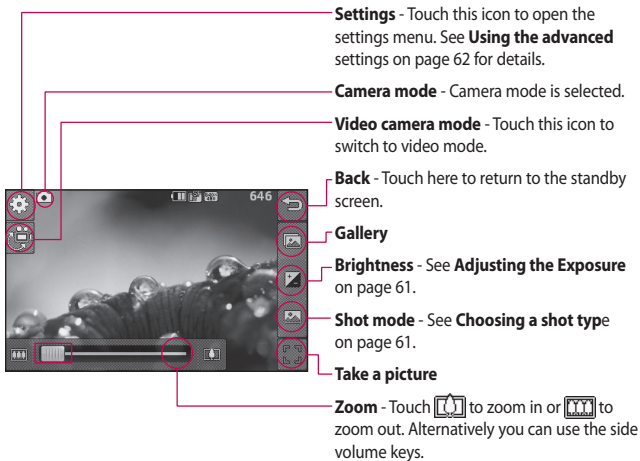 Settings - Touch this icon to open the
settings menu. See Using the advanced
settings on page 62 for details.
Camera mode - Camera mode is selected.
Video camera mode - Touch this icon to
switch to video mode.
Back - Touch here to return to the standby
screen.
646
Gallery
Brightness - See Adjusting the Exposure
on page 61.
Shot mode - See Choosing a shot type
on page 61.
Take a picture
Zoom - Touch to zoom in or to
zoom out. Alternatively you can use the side
volume keys.